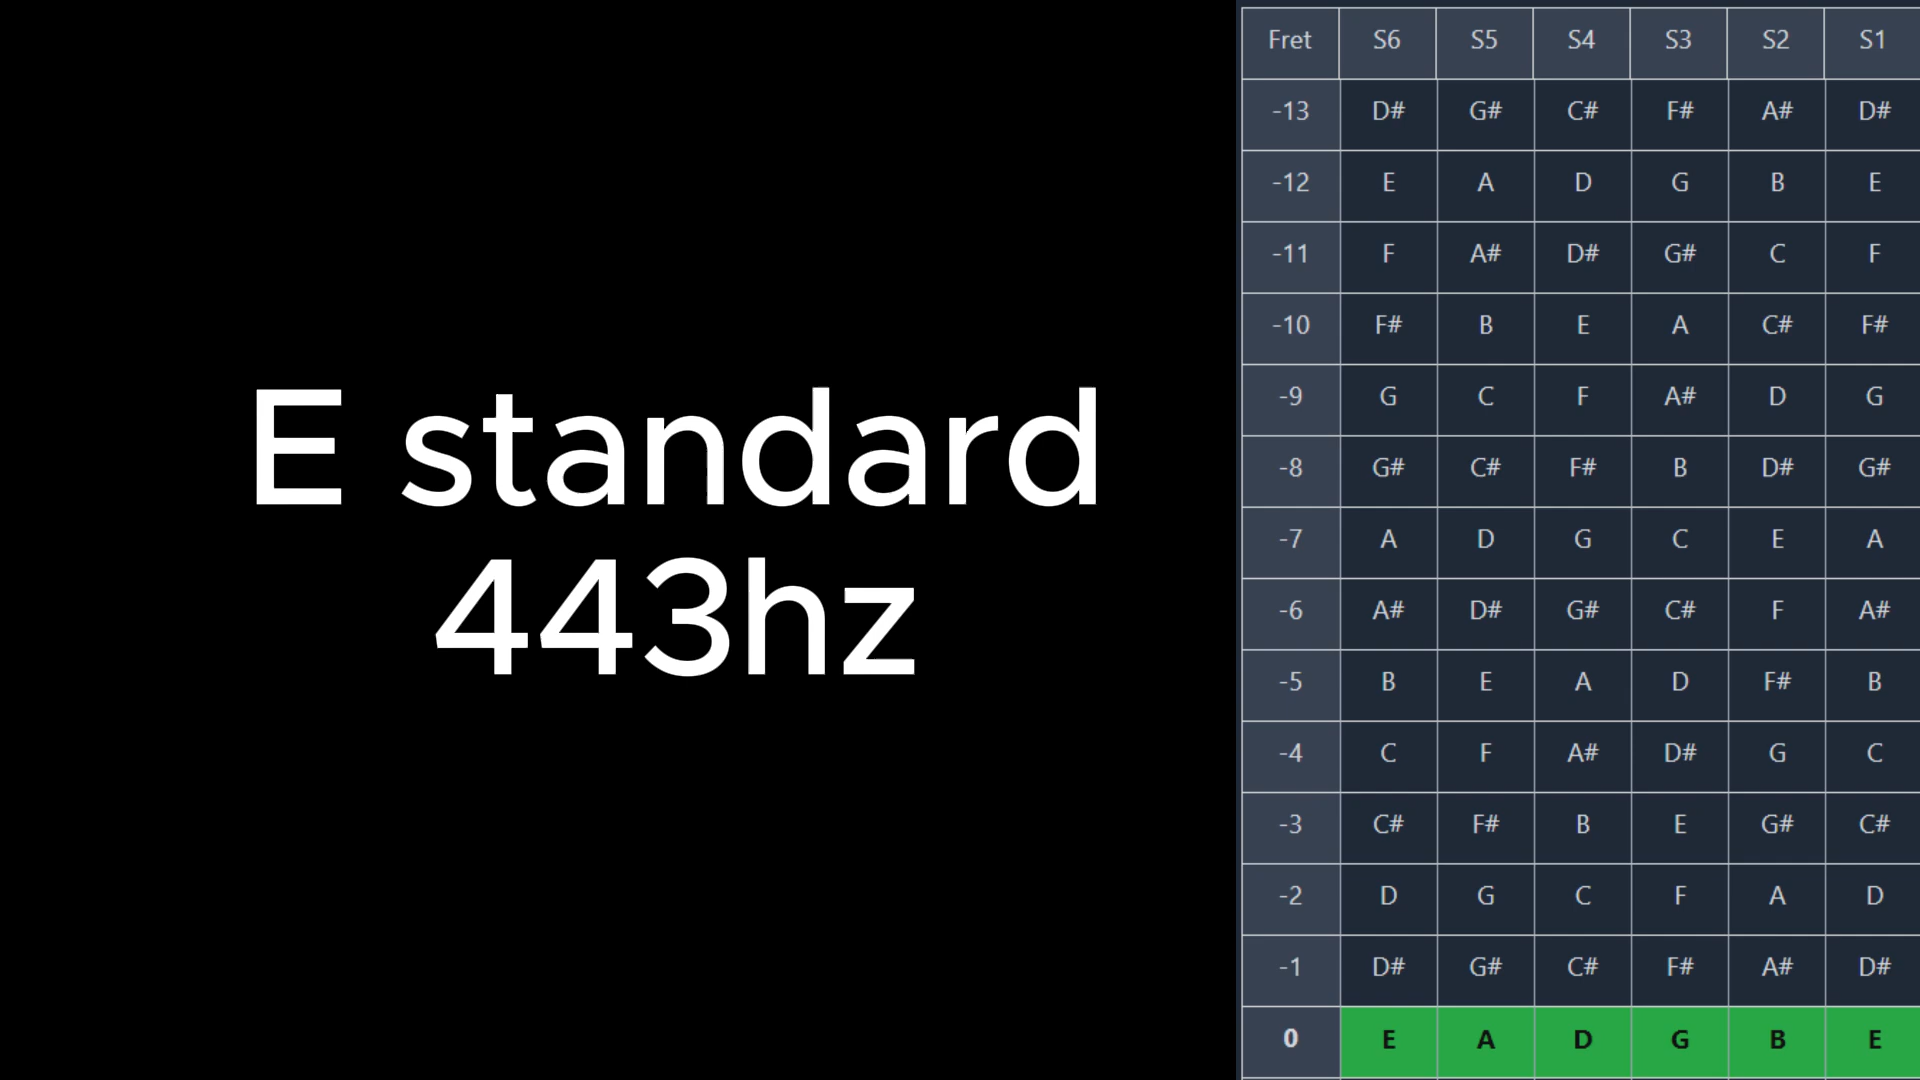 E standard
443hz
Fret S6 S5 S4 S3 S2 S1
-13 D# G# C# F# A# D#
-12 E A D G B E
-11 F A# D# G# C F
-10 F# B E A C# F#
-9 G C F A# D G
-8 G# C# F# B D# G#
-7 A D G C E A
-6 A# D# G# C# F A#
-5 B E A D F# B
-4 C F A# D# G C
-3 C# F# B E G# C#
-2 D G C F A D
-1 D# G# C# F# A# D#
0 E A D G B E